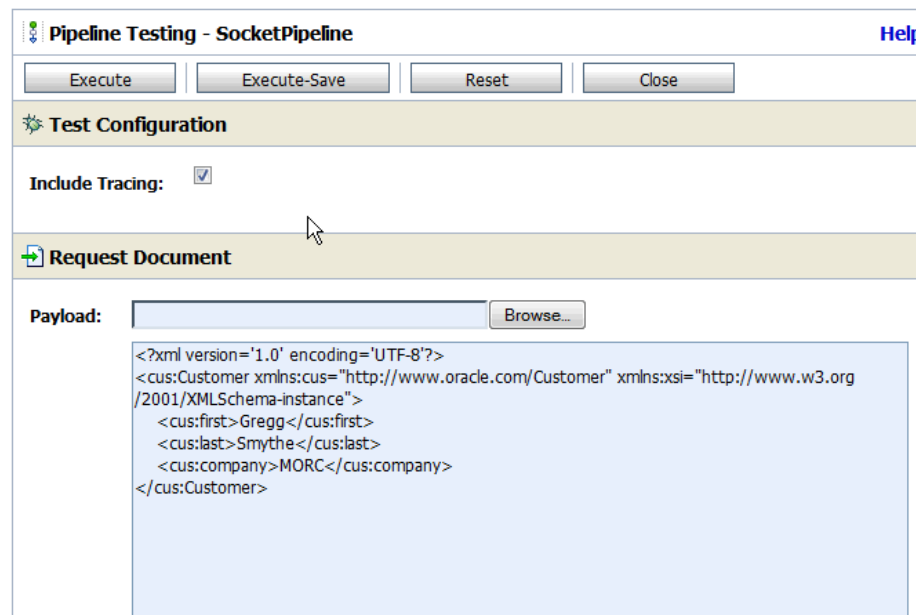 Pipeline Testing - SocketPipeline
Help
Execute
Execute-Save
Reset
Close
Test Configuration
Include Tracing:
Request Document
Payload:
Browse...
<?xml version='1.0' encoding='UTF-8'?>
<cus:Customer xmlns:cus="http://www.oracle.com/Customer" xmlns:xsi="http://www.w3.org
/2001/XMLSchema-instance">
<cus:first>Gregg</cus:first>
<cus:last>Smythe</cus:last>
<cus:company>MORC</cus:company>
</cus:Customer>